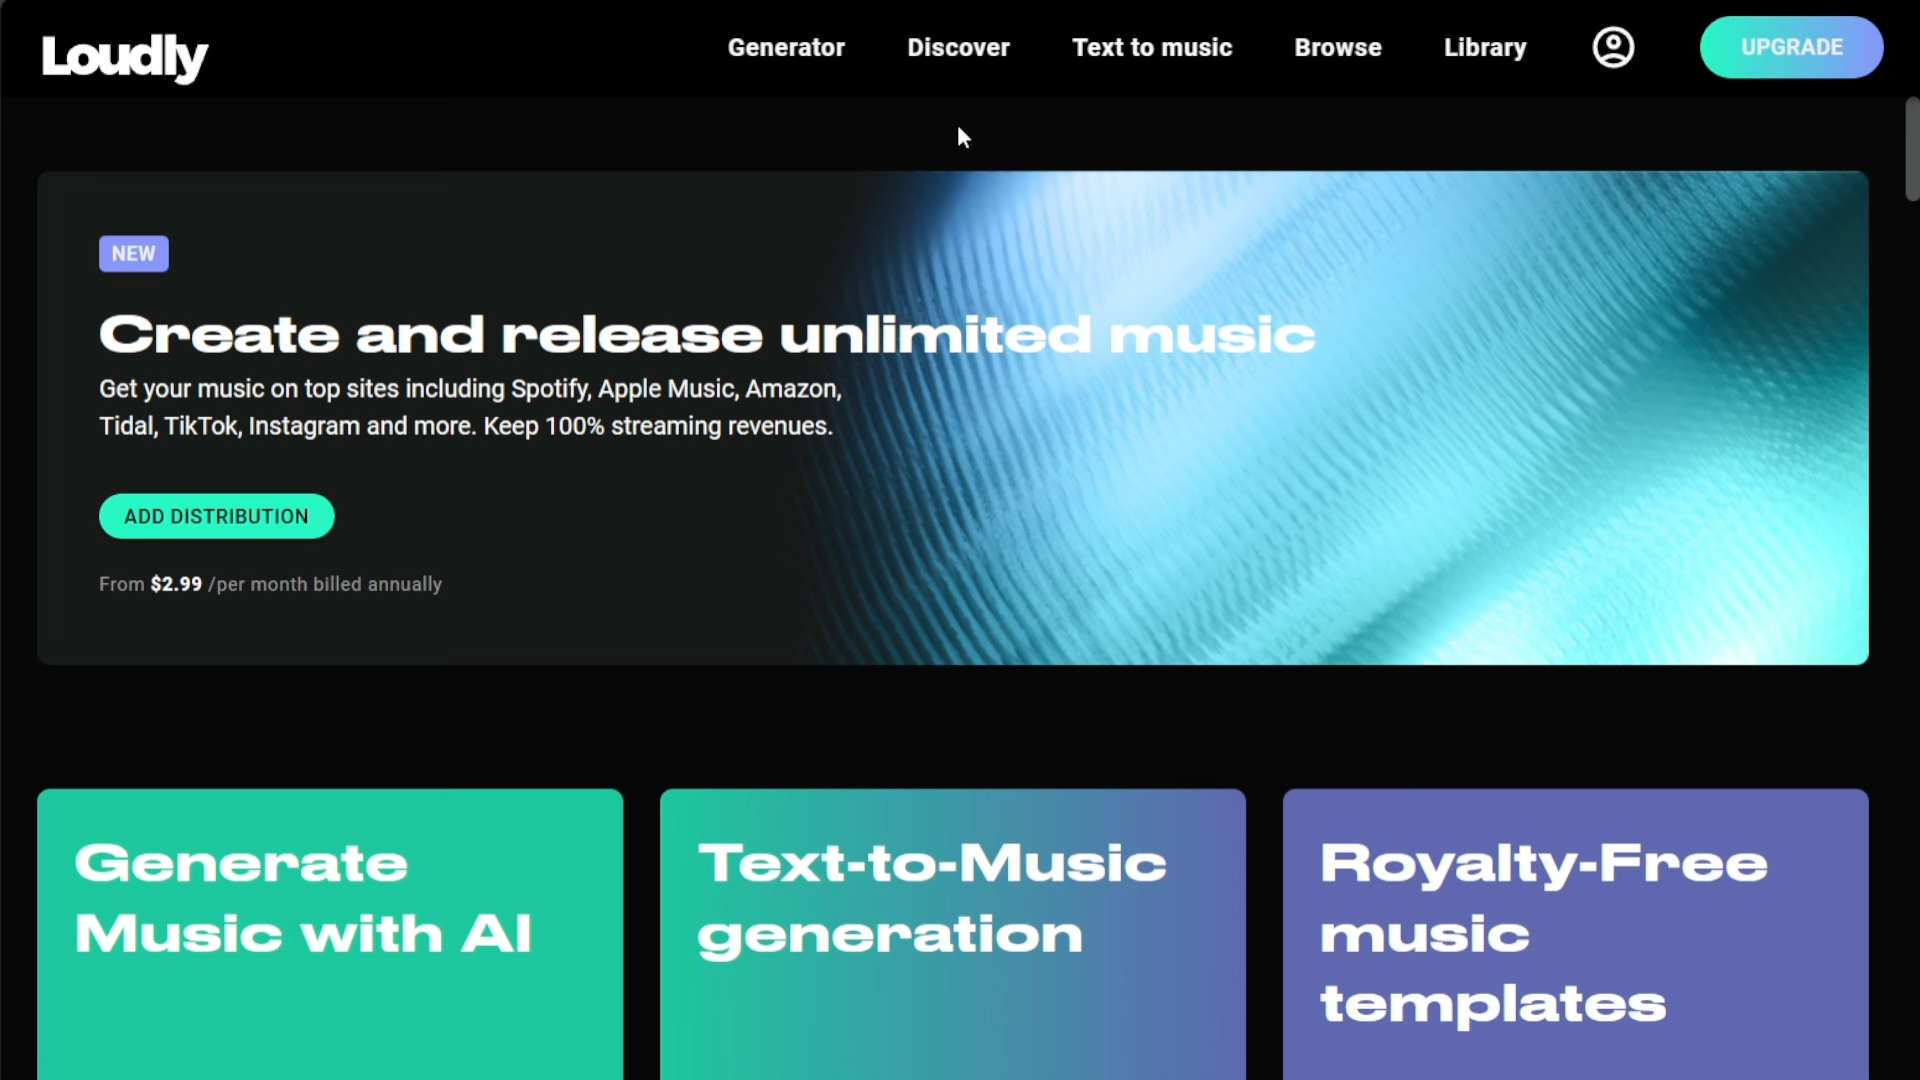 Loudly
Generator
Discover
Text to music
Browse
Library
UPGRADE
NEW
Create and release unlimited music
Get your music on top sites including Spotify, Apple Music, Amazon,
Tidal, TikTok, Instagram and more. Keep 100% streaming revenues.
ADD DISTRIBUTION
From $2.99 /per month billed annually
Generate
Music with AI
Text-to-Music
generation
Royalty-Free
music
templates